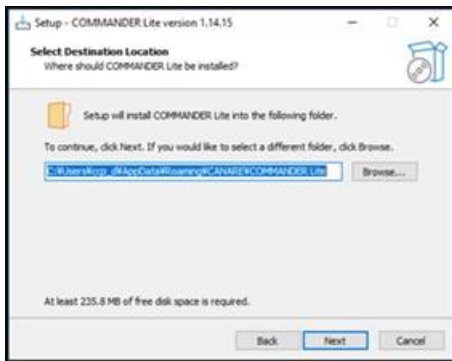 Setup - COMMANDER Lite version 1.14.15
Select Destination Location
Where should COMMANDER Lite be installed?
Setup will install COMMANDER Lite into the following folder.
To continue, click Next. If you would like to select a different folder, click Browse.
C:¥Users¥ccp_d¥AppData¥Roaming¥CANARE¥COMMANDER Lite
Browse...
At least 235.8 MB of free disk space is required.
Back
Next
Cancel